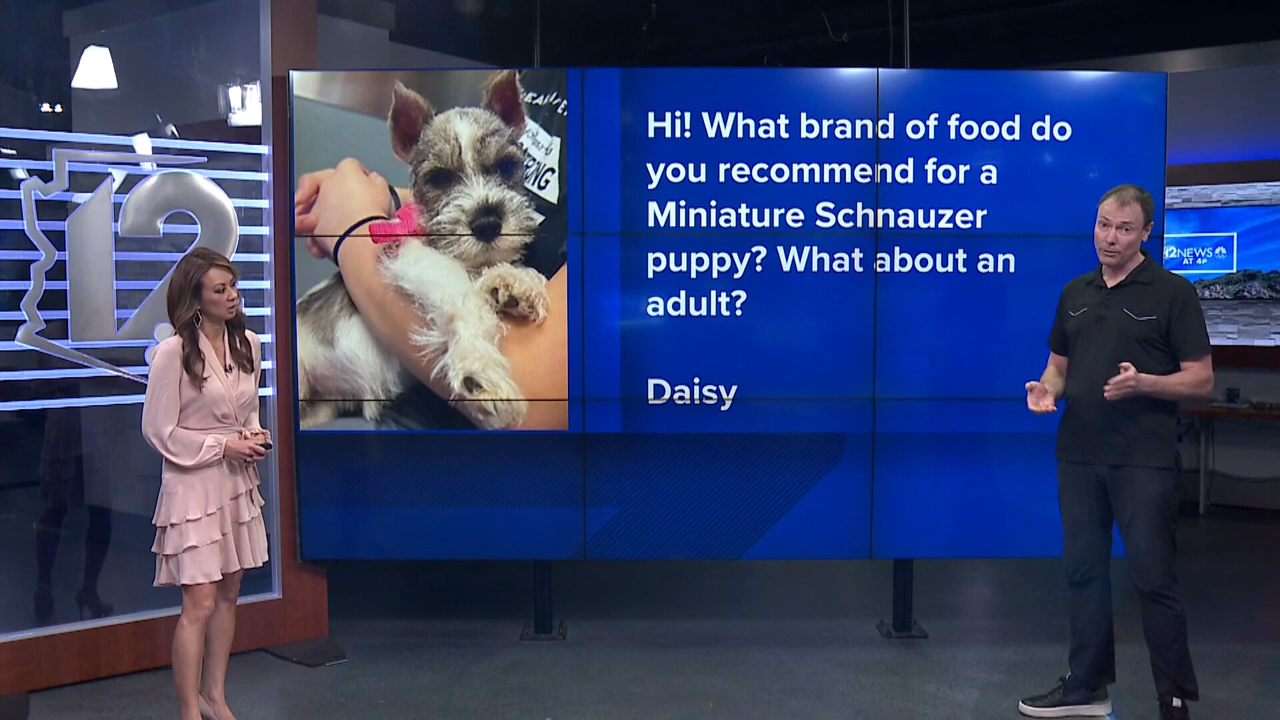 12
Hi! What brand of food do
you recommend for a
Miniature Schnauzer
puppy? What about an
adult?
Daisy
12NEWS
AT 4P